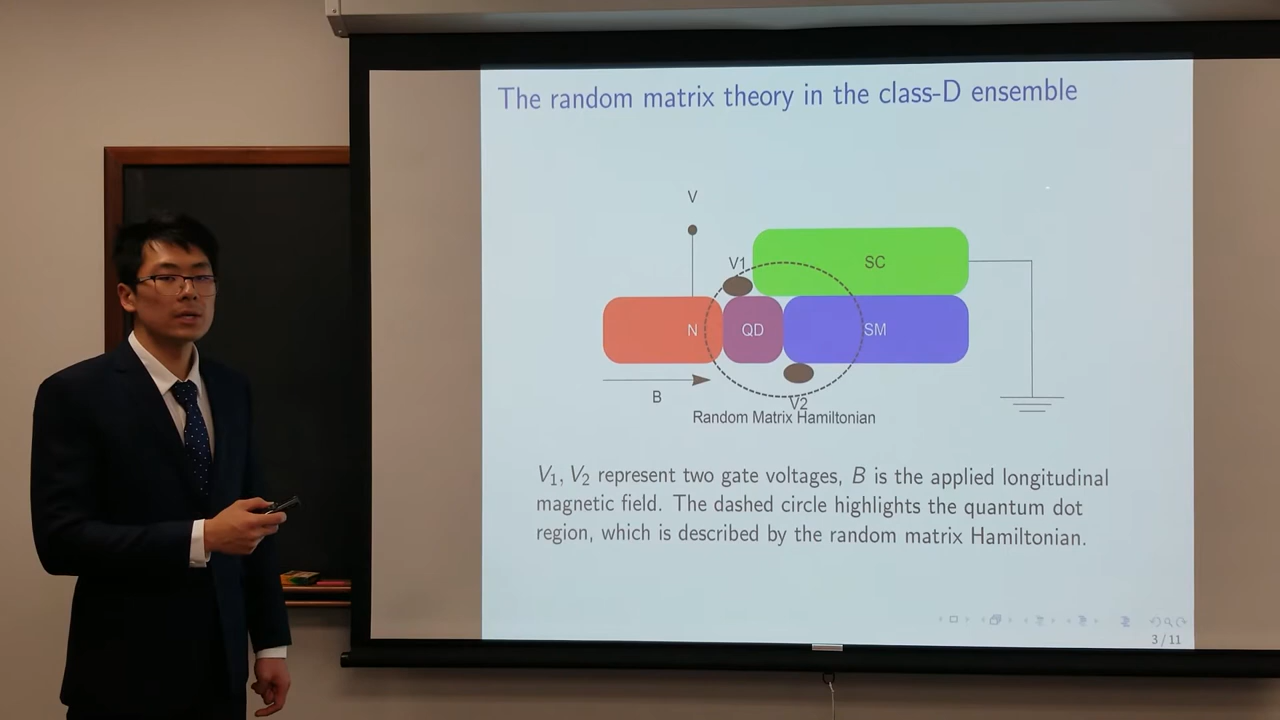 The random matrix theory in the class-D ensemble
V
V1
SC
N
QD
SM
B
V2
Random Matrix Hamiltonian
V1, V2 represent two gate voltages, B is the applied longitudinal
magnetic field. The dashed circle highlights the quantum dot
region, which is described by the random matrix Hamiltonian.
3 / 11